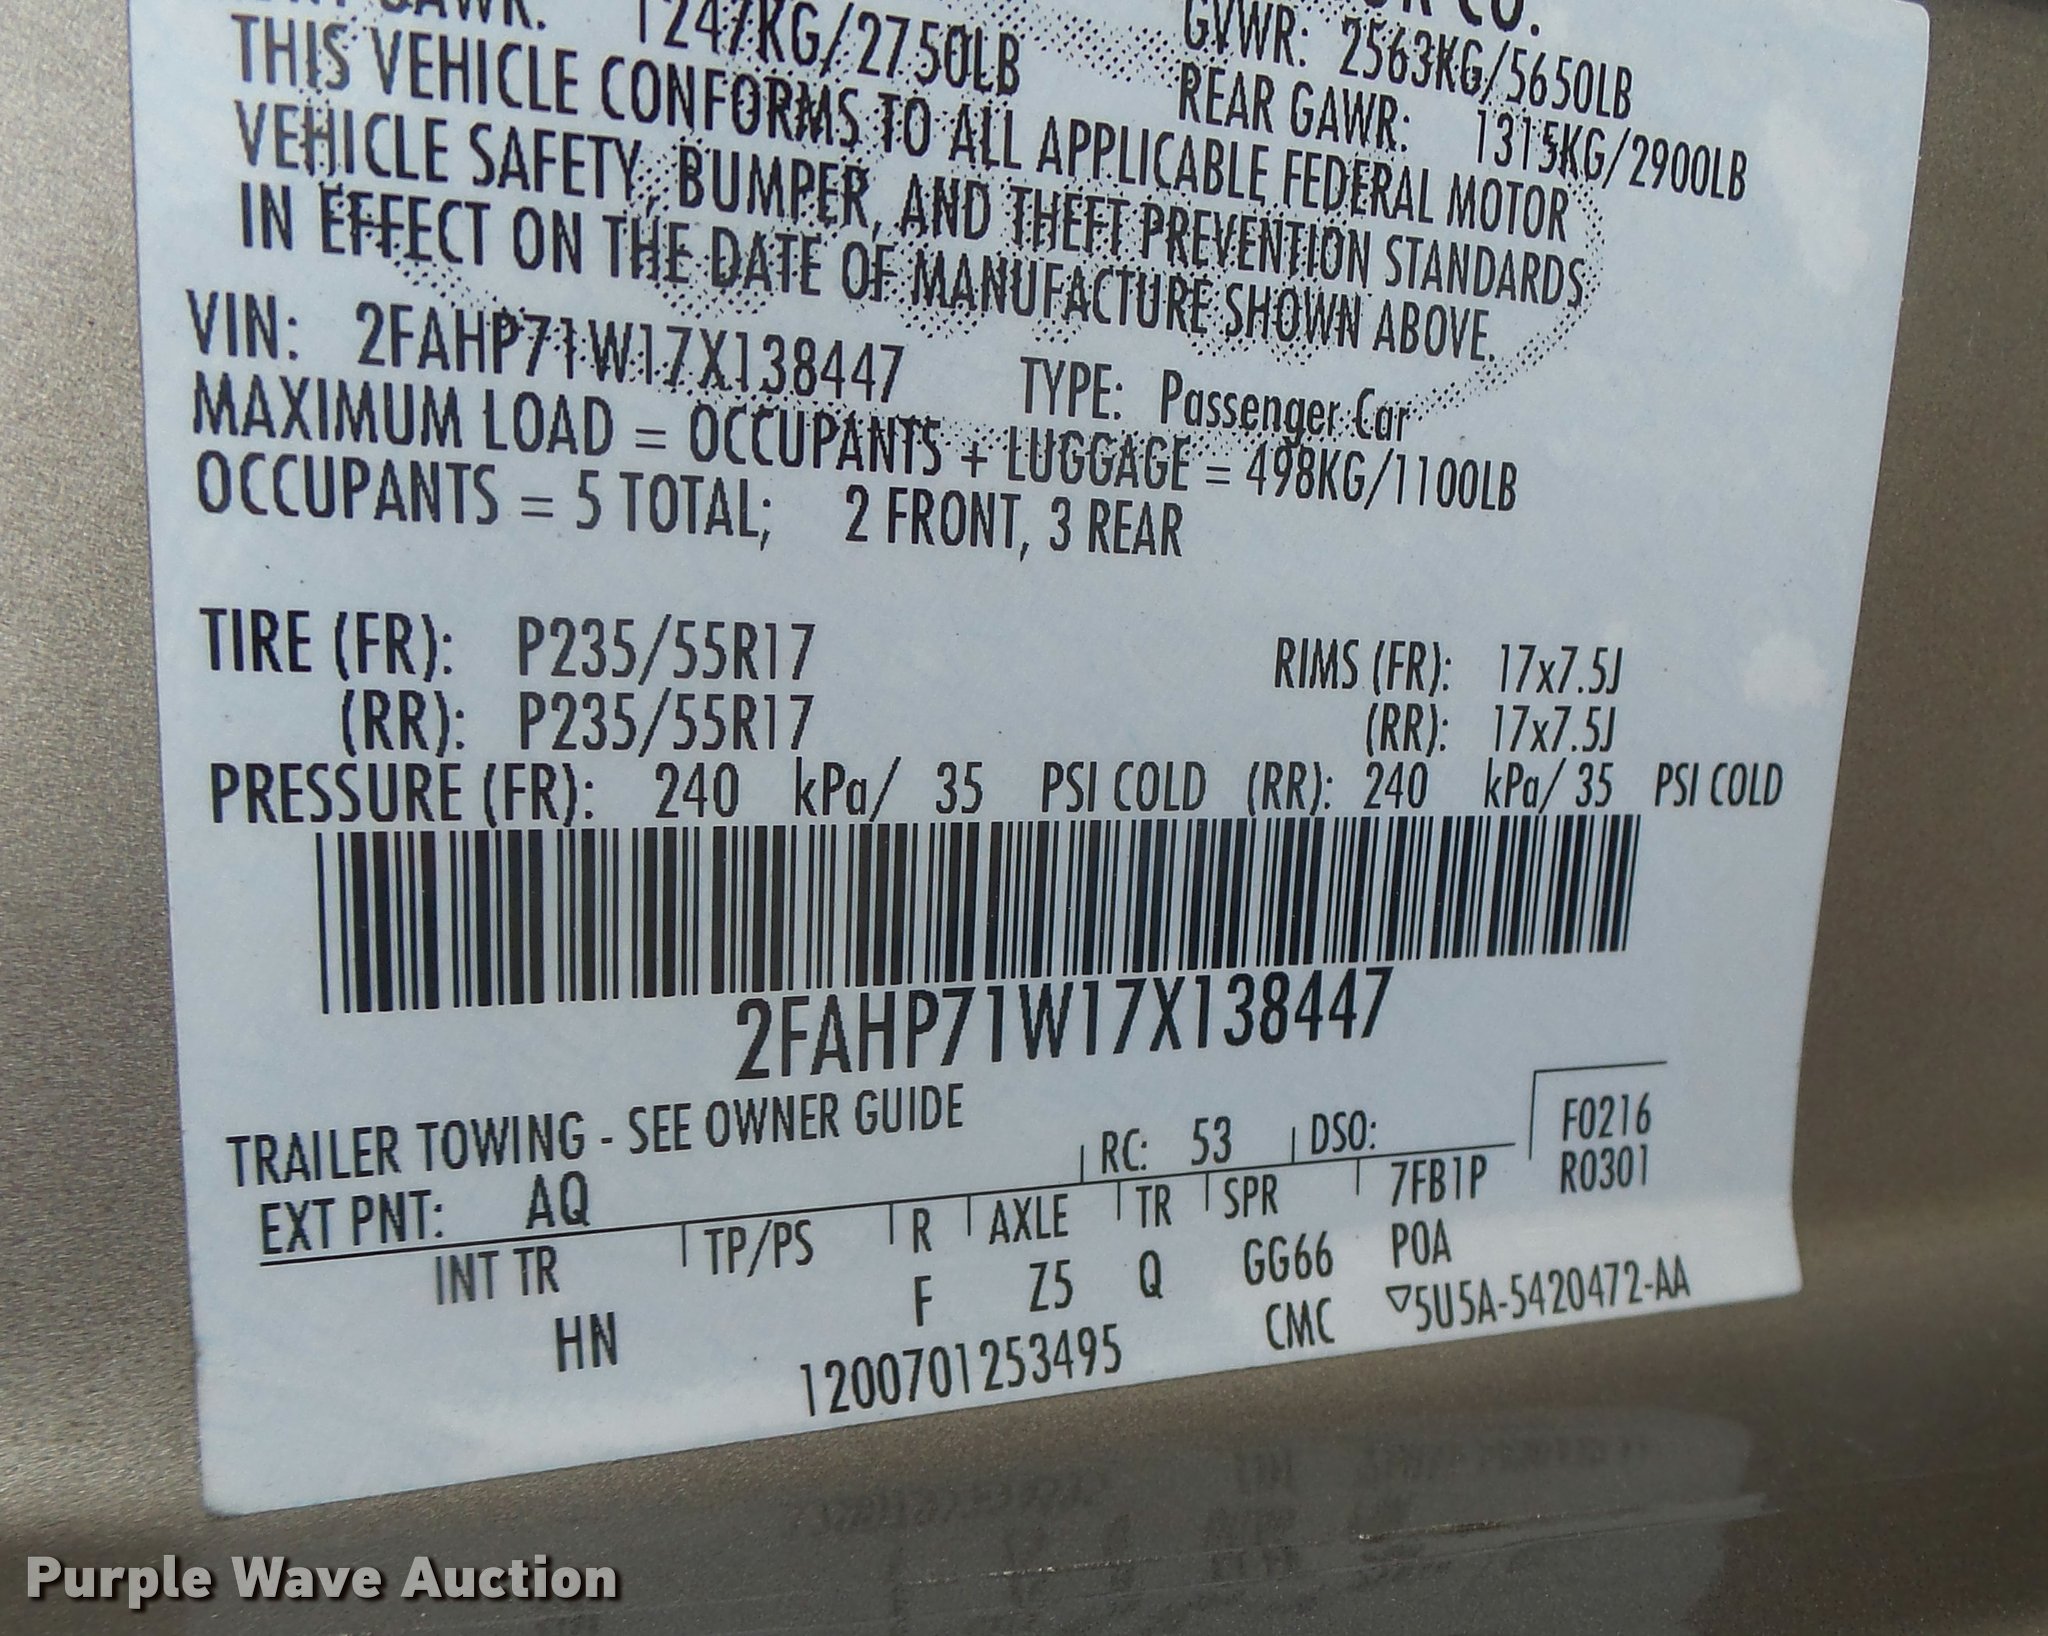 GAWR: 1247KG/2750LB
CO.
GVWR: 2563KG/5650LB
REAR GAWR: 1315KG/2900LB
THIS VEHICLE CONFORMS TO ALL APPLICABLE FEDERAL MOTOR
VEHICLE SAFETY, BUMPER, AND THEFT PREVENTION STANDARDS
IN EFFECT ON THE DATE OF MANUFACTURE SHOWN ABOVE.
VIN: 2FAHP71W17X138447 TYPE: Passenger Car
MAXIMUM LOAD = OCCUPANTS + LUGGAGE = 498KG/1100LB
OCCUPANTS = 5 TOTAL; 2 FRONT, 3 REAR
TIRE (FR): P235/55R17 RIMS (FR): 17x7.5J
(RR): P235/55R17 (RR): 17x7.5J
PRESSURE (FR): 240 kPa/ 35 PSI COLD (RR): 240 kPa/ 35 PSI COLD
2FAHP71W17X138447
TRAILER TOWING - SEE OWNER GUIDE
EXT PNT: AQ RC: 53 DSO: F0216
R0301
INT TR TP/PS R AXLE TR SPR 7FB1P
HN F Z5 Q GG66 POA
1200701253495 CMC ▽5U5A-5420472-AA
Purple Wave Auction